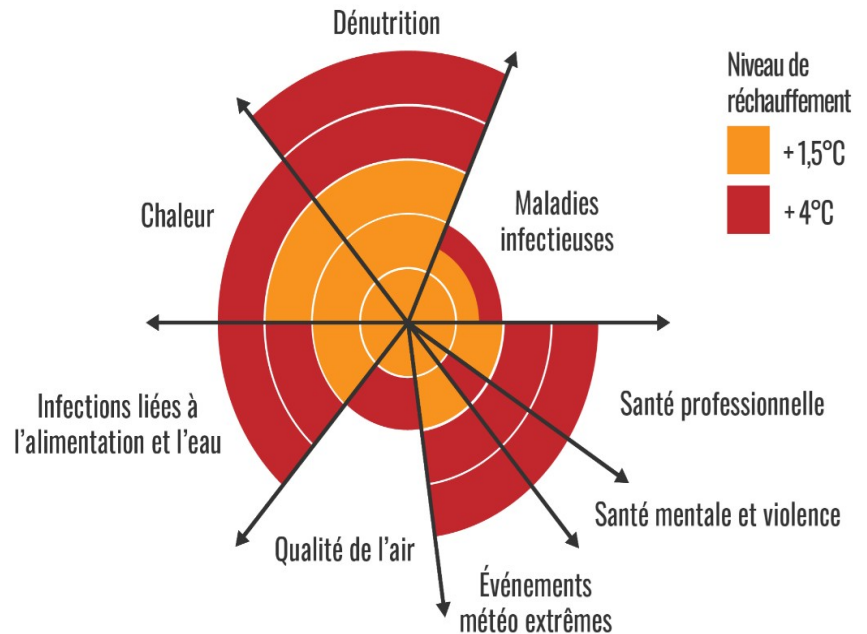 Dénutrition
Niveau de
réchauffement
+ 1,5°C
+ 4°C
Chaleur
Maladies
infectieuses
Infections liées à
l'alimentation et l'eau
Santé professionnelle
Santé mentale et violence
Qualité de l'air
Événements
météo extrêmes